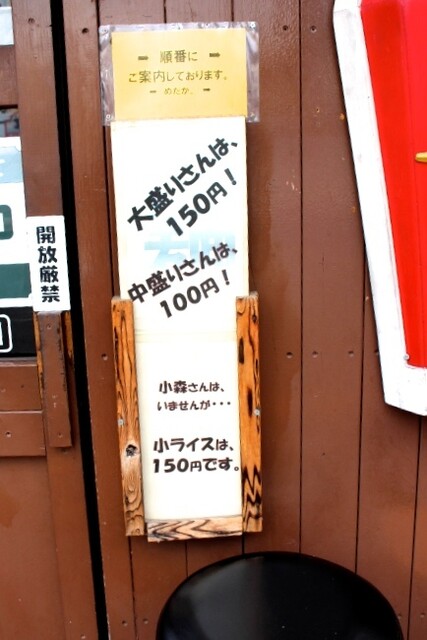 順番に
ご案内しております。
めたか。
大盛りさんは、
150円！
中盛りさんは、
100円！
小森さんは、
いませんが・・・
小ライスは、
150円です。
開放厳禁